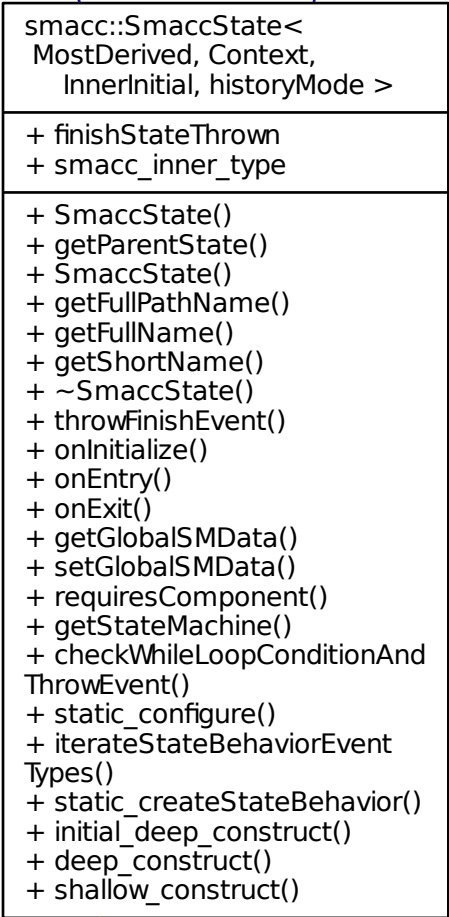 smacc::SmaccState<
MostDerived, Context,
InnerInitial, historyMode >
+ finishStateThrown
+ smacc_inner_type
+ SmaccState()
+ getParentState()
+ SmaccState()
+ getFullPathName()
+ getFullName()
+ getShortName()
+ ~SmaccState()
+ throwFinishEvent()
+ onInitialize()
+ onEntry()
+ onExit()
+ getGlobalSMData()
+ setGlobalSMData()
+ requiresComponent()
+ getStateMachine()
+ checkWhileLoopConditionAnd
ThrowEvent()
+ static_configure()
+ iterateStateBehaviorEvent
Types()
+ static_createStateBehavior()
+ initial_deep_construct()
+ deep_construct()
+ shallow_construct()